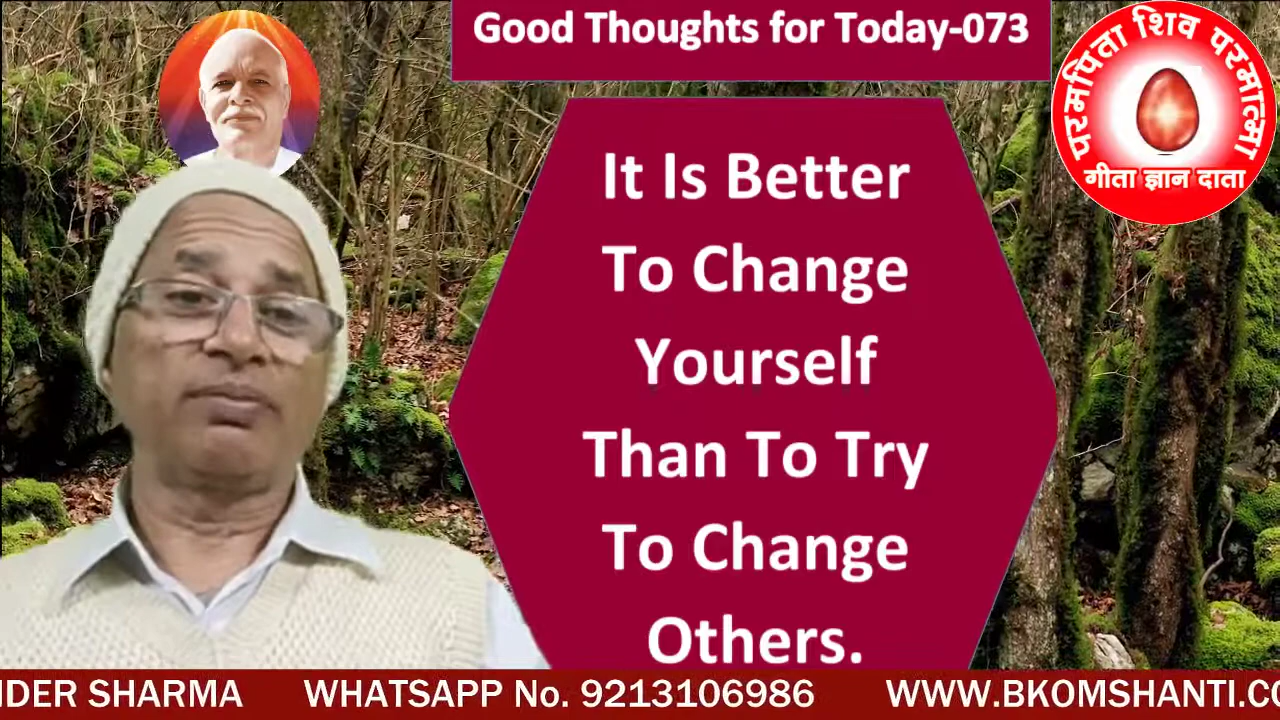 Good Thoughts for Today-073
परमपिता शिव परमात्मा
गीता ज्ञान दाता
It Is Better
To Change
Yourself
Than To Try
To Change
Others.
NDER SHARMA WHATSAPP No. 9213106986 WWW.BKOMSHANTI.CO